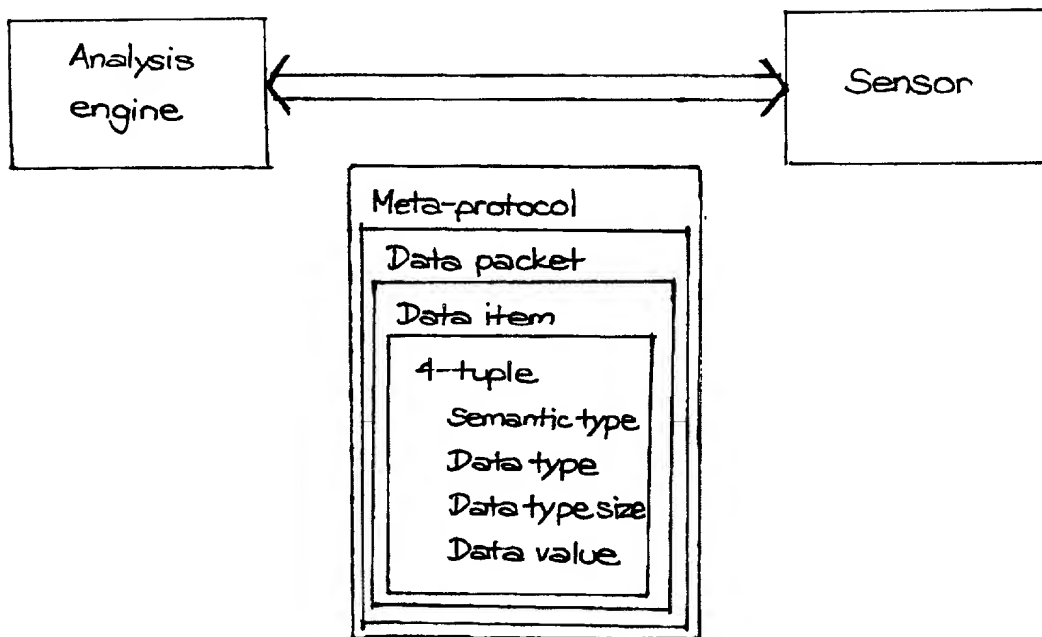 Analysis
engine
Sensor
Meta-protocol
Data packet
Data item
4-tuple
Semantic type
Data type
Data type size
Data value